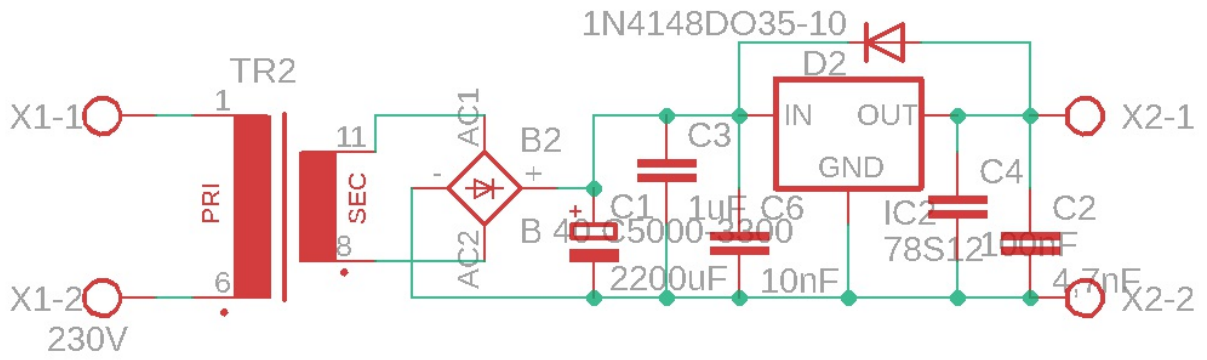 1N4148DO35-10
D2
TR2
X1-1
1
11
AC1
B2
-
+
C3
IN
OUT
GND
X2-1
C4
PRI
SEC
+
C1
1uF
C6
IC2
C2
B 40 C5000-3300
78S12
100nF
8
AC2
2200uF
10nF
4,7nF
6
X1-2
X2-2
230V